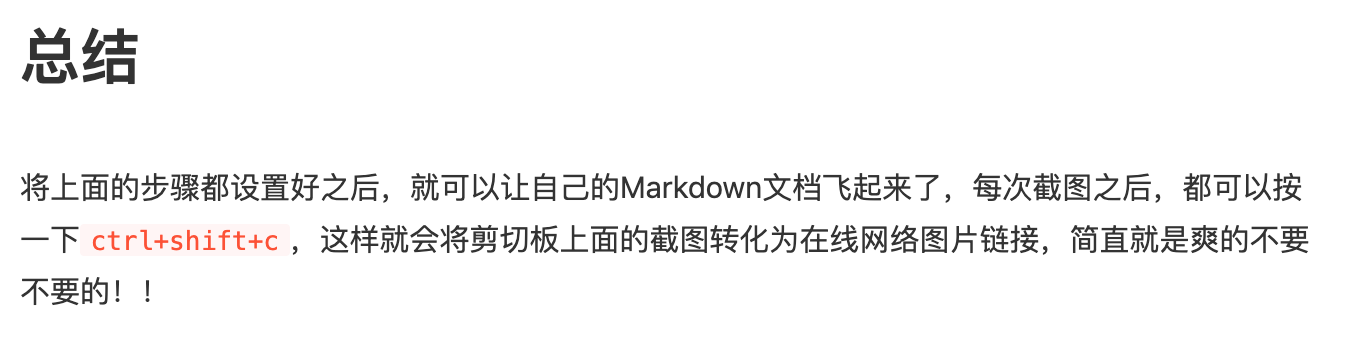 总结
将上面的步骤都设置好之后，就可以让自己的Markdown文档飞起来了，每次截图之后，都可以按
一下 ctrl+shift+c ，这样就会将剪切板上面的截图转化为在线网络图片链接，简直就是爽的不要
不要的！！